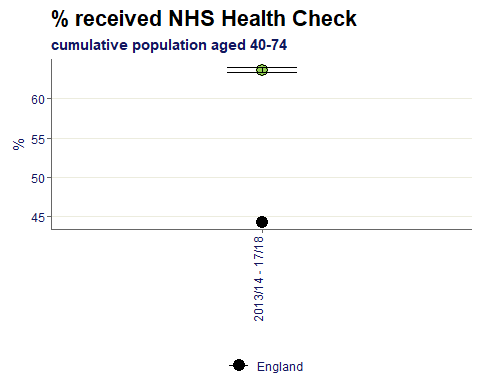 % received NHS Health Check
cumulative population aged 40-74
%
60
55
50
45
2013/14 - 17/18
England